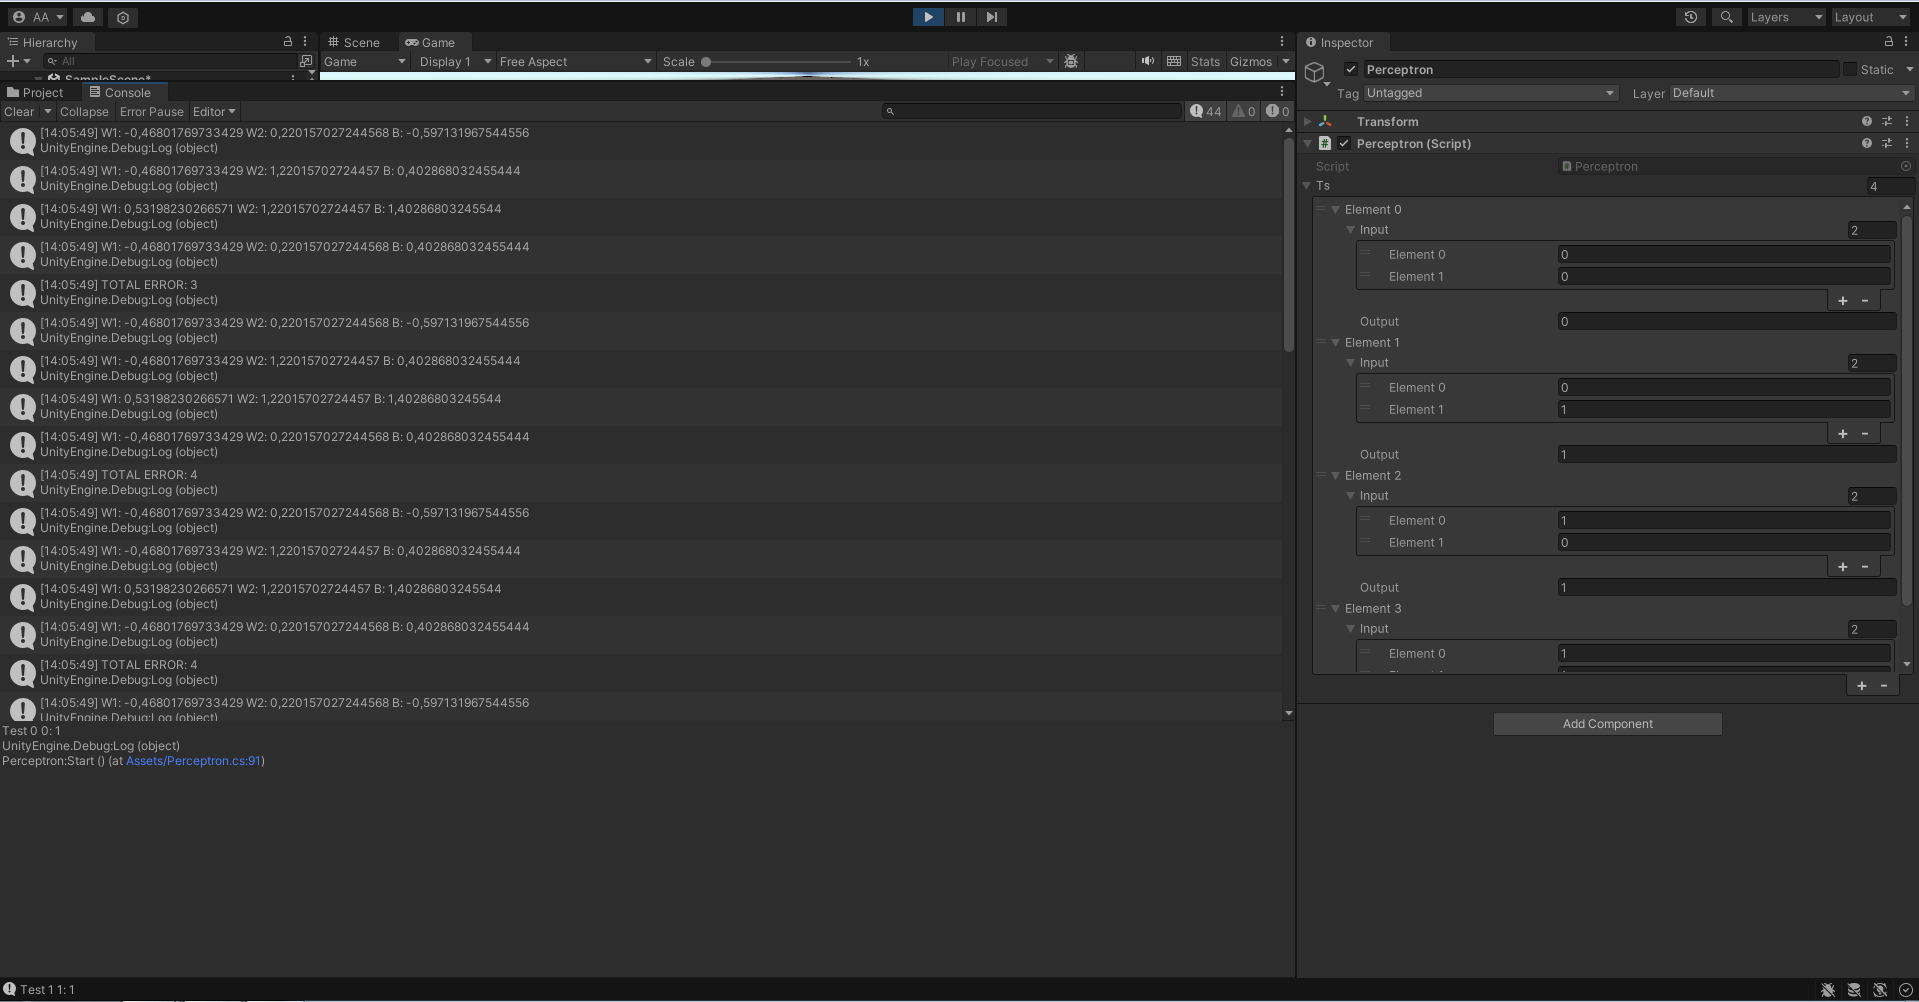 AA
Layers
Layout
Hierarchy
Scene
Game
Inspector
All
Game
Display 1
Free Aspect
Scale
1x
Play Focused
Stats
Gizmos
SampleScene*
Perceptron
Static
Tag Untagged
Layer Default
Project
Console
Clear
Collapse
Error Pause
Editor
44
0
0
[14:05:49] W1: -0,46801769733429 W2: 0,220157027244568 B: -0,597131967544556
UnityEngine.Debug:Log (object)
[14:05:49] W1: -0,46801769733429 W2: 1,22015702724457 B: 0,402868032455444
UnityEngine.Debug:Log (object)
[14:05:49] W1: 0,53198230266571 W2: 1,22015702724457 B: 1,40286803245544
UnityEngine.Debug:Log (object)
[14:05:49] W1: -0,46801769733429 W2: 0,220157027244568 B: 0,402868032455444
UnityEngine.Debug:Log (object)
[14:05:49] TOTAL ERROR: 3
UnityEngine.Debug:Log (object)
[14:05:49] W1: -0,46801769733429 W2: 0,220157027244568 B: -0,597131967544556
UnityEngine.Debug:Log (object)
[14:05:49] W1: -0,46801769733429 W2: 1,22015702724457 B: 0,402868032455444
UnityEngine.Debug:Log (object)
[14:05:49] W1: 0,53198230266571 W2: 1,22015702724457 B: 1,40286803245544
UnityEngine.Debug:Log (object)
[14:05:49] W1: -0,46801769733429 W2: 0,220157027244568 B: 0,402868032455444
UnityEngine.Debug:Log (object)
[14:05:49] TOTAL ERROR: 4
UnityEngine.Debug:Log (object)
[14:05:49] W1: -0,46801769733429 W2: 0,220157027244568 B: -0,597131967544556
UnityEngine.Debug:Log (object)
[14:05:49] W1: -0,46801769733429 W2: 1,22015702724457 B: 0,402868032455444
UnityEngine.Debug:Log (object)
[14:05:49] W1: 0,53198230266571 W2: 1,22015702724457 B: 1,40286803245544
UnityEngine.Debug:Log (object)
[14:05:49] W1: -0,46801769733429 W2: 0,220157027244568 B: 0,402868032455444
UnityEngine.Debug:Log (object)
[14:05:49] TOTAL ERROR: 4
UnityEngine.Debug:Log (object)
[14:05:49] W1: -0,46801769733429 W2: 0,220157027244568 B: -0,597131967544556
UnityEngine.Debug:Log (object)
Test 0 0: 1
UnityEngine.Debug:Log (object)
Perceptron:Start () (at Assets/Perceptron.cs:91)
Transform
Perceptron (Script)
Script
Perceptron
Ts
4
Element 0
Input
2
Element 0
0
Element 1
0
Output
0
Element 1
Input
2
Element 0
0
Element 1
1
Output
1
Element 2
Input
2
Element 0
1
Element 1
0
Output
1
Element 3
Input
2
Element 0
1
Add Component
Test 1 1: 1